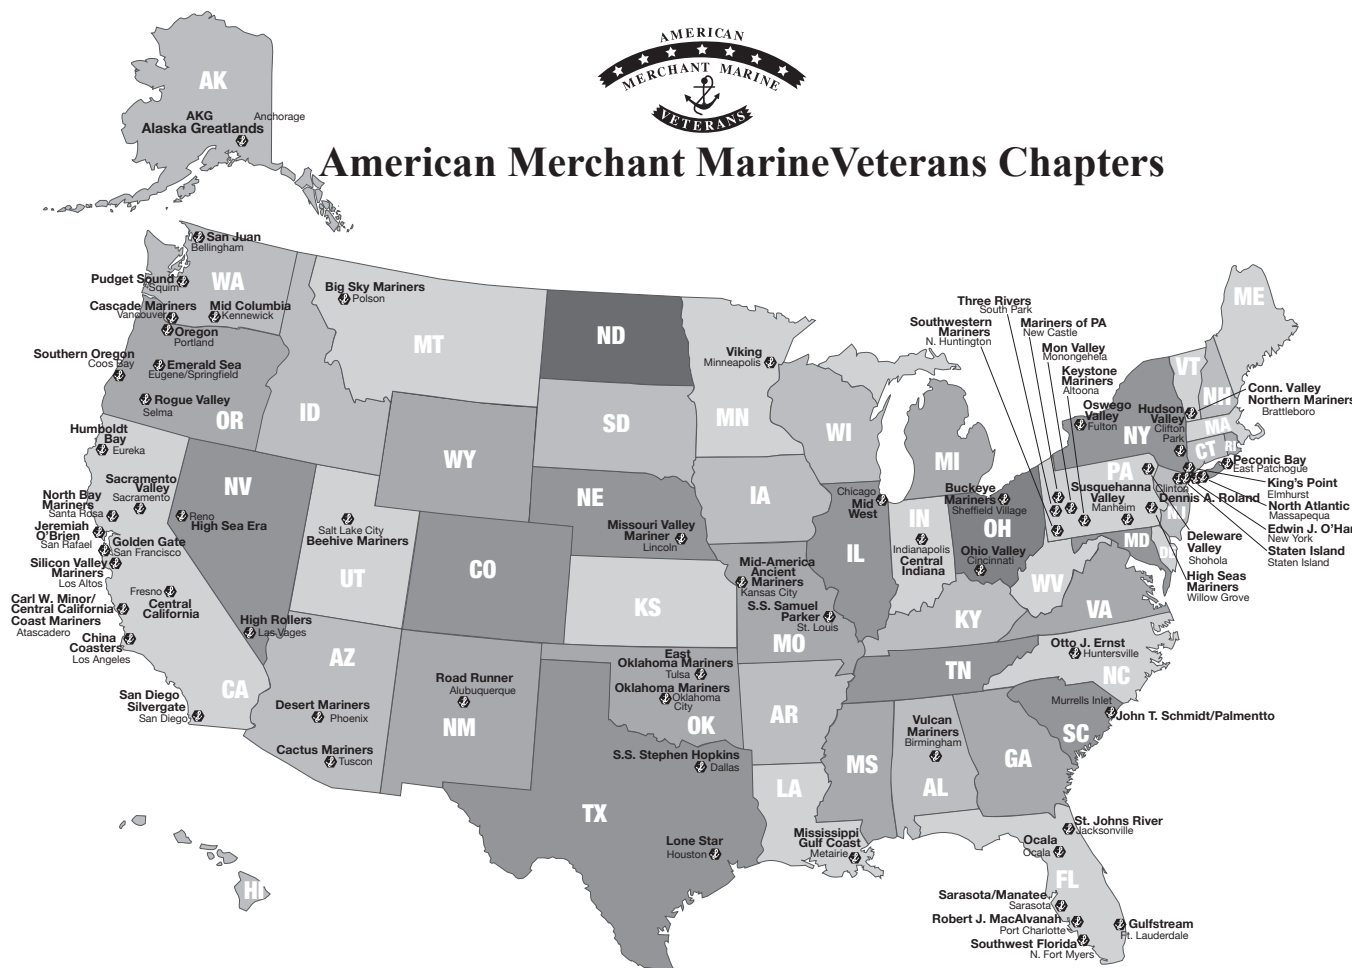 AMERICAN
MERCHANT MARINE
VETERANS
American Merchant MarineVeterans Chapters
AK
AKG
Alaska Greatlands
Anchorage
San Juan
Bellingham
Pudget Sound
Squim
WA
Cascade Mariners
Vancouver
Mid Columbia
Kennewick
Oregon
Portland
Southern Oregon
Coos Bay
Emerald Sea
Eugene/Springfield
Rogue Valley
Selma
OR
Humboldt
Bay
Eureka
Sacramento
Valley
Sacramento
North Bay
Mariners
Santa Rosa
Jeremiah
O'Brien
San Rafael
Golden Gate
San Francisco
Silicon Valley
Mariners
Los Altos
Fresno
Central
California
Carl W. Minor/
Central California
Coast Mariners
Atascadero
China
Coasters
Los Angeles
San Diego
Silvergate
San Diego
CA
NV
Reno
High Sea Era
High Rollers
Las Vages
ID
Big Sky Mariners
Polson
MT
WY
Salt Lake City
Beehive Mariners
UT
CO
AZ
Desert Mariners
Phoenix
Cactus Mariners
Tuscon
Road Runner
Alubuquerque
NM
ND
SD
NE
Missouri Valley
Mariner
Lincoln
KS
East
Oklahoma Mariners
Tulsa
Oklahoma Mariners
Oklahoma
City
OK
S.S. Stephen Hopkins
Dallas
TX
Lone Star
Houston
Viking
Minneapolis
MN
IA
Mid-America
Ancient
Mariners
Kansas City
S.S. Samuel
Parker
St. Louis
MO
AR
LA
Mississippi
Gulf Coast
Metairie
WI
Chicago
Mid
West
IL
MI
IN
Indianapolis
Central
Indiana
Buckeye
Mariners
Sheffield Village
OH
Ohio Valley
Cincinnati
KY
TN
MS
Vulcan
Mariners
Birmingham
AL
GA
Three Rivers
South Park
Southwestern
Mariners
N. Huntington
Mariners of PA
New Castle
Mon Valley
Monongehela
Keystone
Mariners
Altoona
Oswego
Valley
Fulton
Hudson
Valley
Clifton
Park
NY
PA
Susquehanna
Valley
Manheim
Clinton
Dennis A. Roland
NJ
ME
VT
NH
MA
CT
RI
Conn. Valley
Northern Mariners
Brattleboro
Peconic Bay
East Patchogue
King's Point
Elmhurst
North Atlantic
Massapequa
Edwin J. O'Har
New York
Staten Island
Staten Island
Deleware
Valley
Shohola
High Seas
Mariners
Willow Grove
MD
DE
WV
VA
Otto J. Ernst
Huntersville
NC
Murrells Inlet
John T. Schmidt/Palmentto
SC
St. Johns River
Jacksonville
Ocala
Ocala
FL
Sarasota/Manatee
Sarasota
Robert J. MacAlvanah
Port Charlotte
Southwest Florida
N. Fort Myers
Gulfstream
Ft. Lauderdale
HI